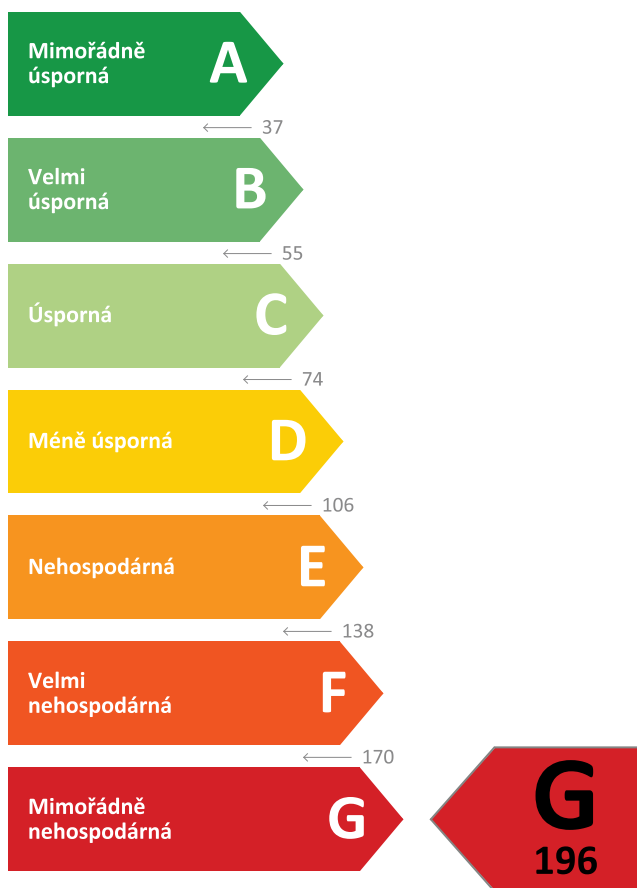 Mimořádně
úsporná
A
37
Velmi
úsporná
B
55
Úsporná
C
74
Méně úsporná
D
106
Nehospodárná
E
138
Velmi
nehospodárná
F
170
Mimořádně
nehospodárná
G
G
196